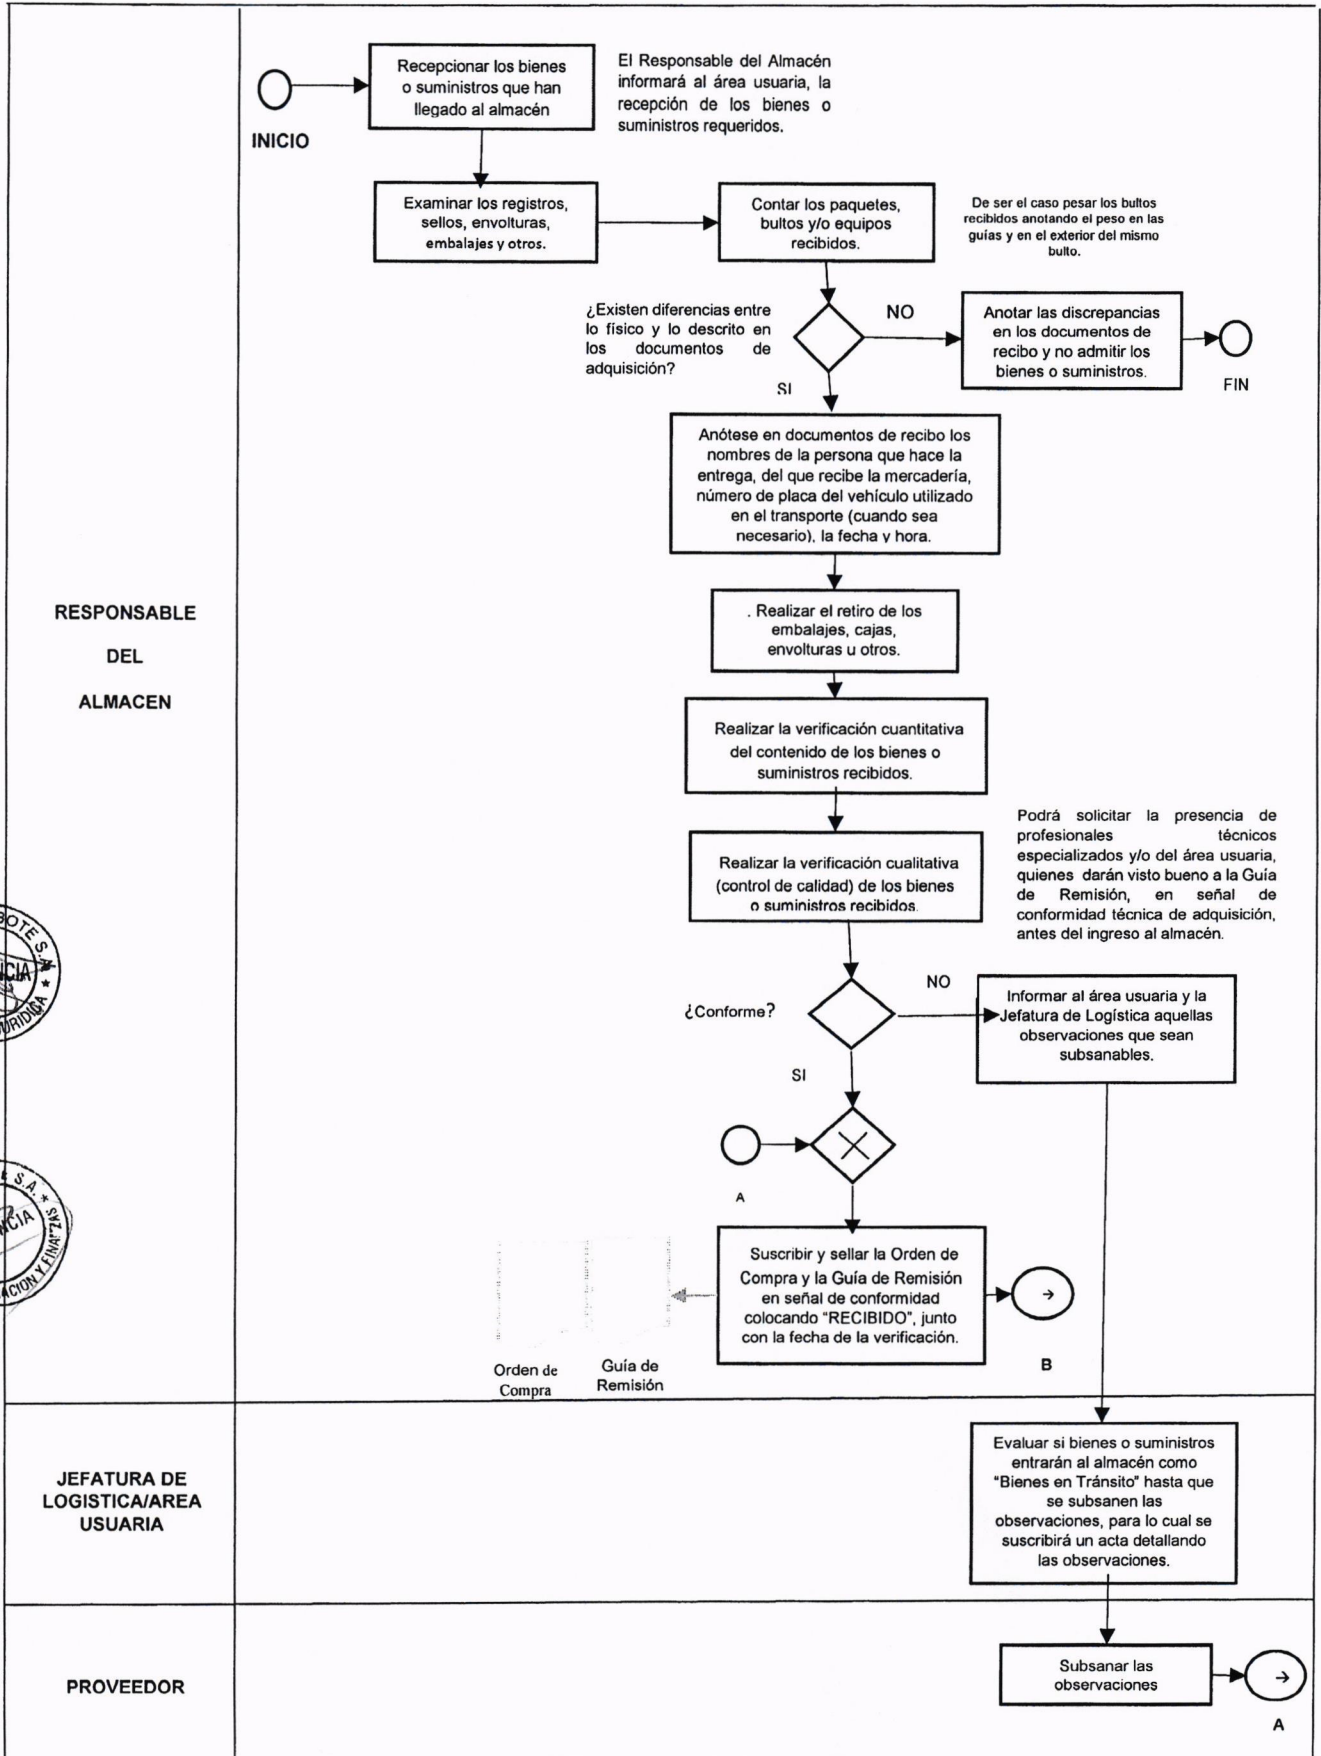 Recepcionar los bienes
o suministros que han
llegado al almacén
El Responsable del Almacén
informará al área usuaria, la
recepción de los bienes o
suministros requeridos.
INICIO
Examinar los registros,
sellos, envolturas,
embalajes y otros.
Contar los paquetes,
bultos y/o equipos
recibidos.
De ser el caso pesar los bultos
recibidos anotando el peso en las
guías y en el exterior del mismo
bulto.
¿Existen diferencias entre
lo físico y lo descrito en
los documentos de
adquisición?
NO
Anotar las discrepancias
en los documentos de
recibo y no admitir los
bienes o suministros.
FIN
SI
Anótese en documentos de recibo los
nombres de la persona que hace la
entrega, del que recibe la mercadería,
número de placa del vehículo utilizado
en el transporte (cuando sea
necesario), la fecha y hora.
. Realizar el retiro de los
embalajes, cajas,
envolturas u otros.
RESPONSABLE
DEL
ALMACEN
Realizar la verificación cuantitativa
del contenido de los bienes o
suministros recibidos.
Realizar la verificación cualitativa
(control de calidad) de los bienes
o suministros recibidos.
Podrá solicitar la presencia de
profesionales técnicos
especializados y/o del área usuaria,
quienes darán visto bueno a la Guía
de Remisión, en señal de
conformidad técnica de adquisición,
antes del ingreso al almacén.
¿Conforme?
NO
Informar al área usuaria y la
Jefatura de Logística aquellas
observaciones que sean
subsanables.
SI
A
Suscribir y sellar la Orden de
Compra y la Guía de Remisión
en señal de conformidad
colocando "RECIBIDO", junto
con la fecha de la verificación.
Orden de
Compra
Guía de
Remisión
B
JEFATURA DE
LOGISTICA/AREA
USUARIA
Evaluar si bienes o suministros
entrarán al almacén como
"Bienes en Tránsito" hasta que
se subsanen las
observaciones, para lo cual se
suscribirá un acta detallando
las observaciones.
PROVEEDOR
Subsanar las
observaciones
A